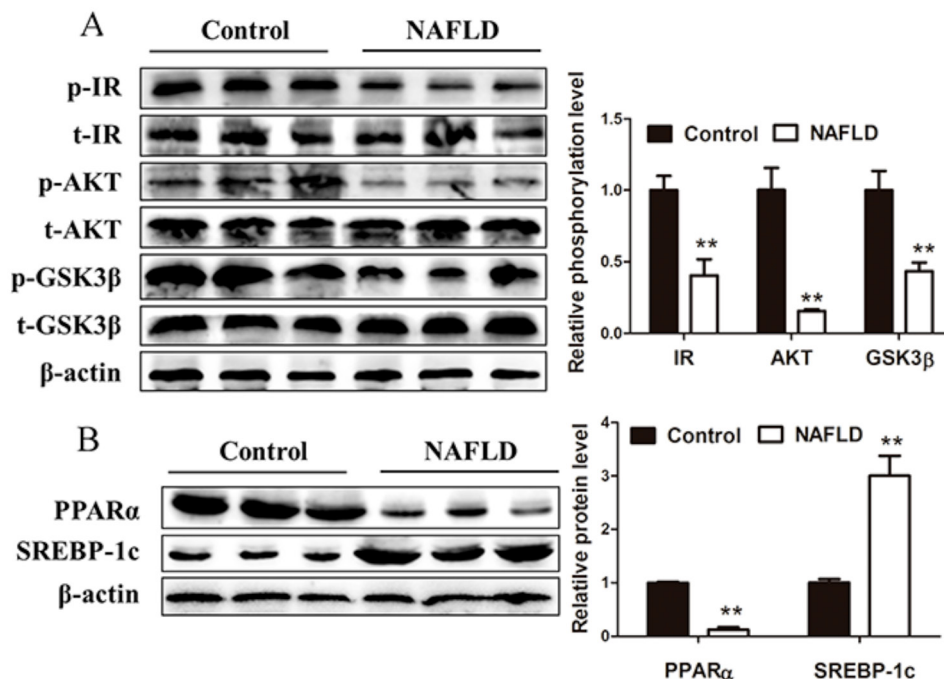 A
Control NAFLD
p-IR
t-IR
p-AKT
t-AKT
p-GSK3β
t-GSK3β
β-actin
Relatilve phosphorylation level
1.5
1.0
0.5
0.0
Control NAFLD
** ** **
IR AKT GSK3β
B
Control NAFLD
PPARα
SREBP-1c
β-actin
Relatilve protein level
4
3
2
1
0
Control NAFLD
** **
PPARα SREBP-1c